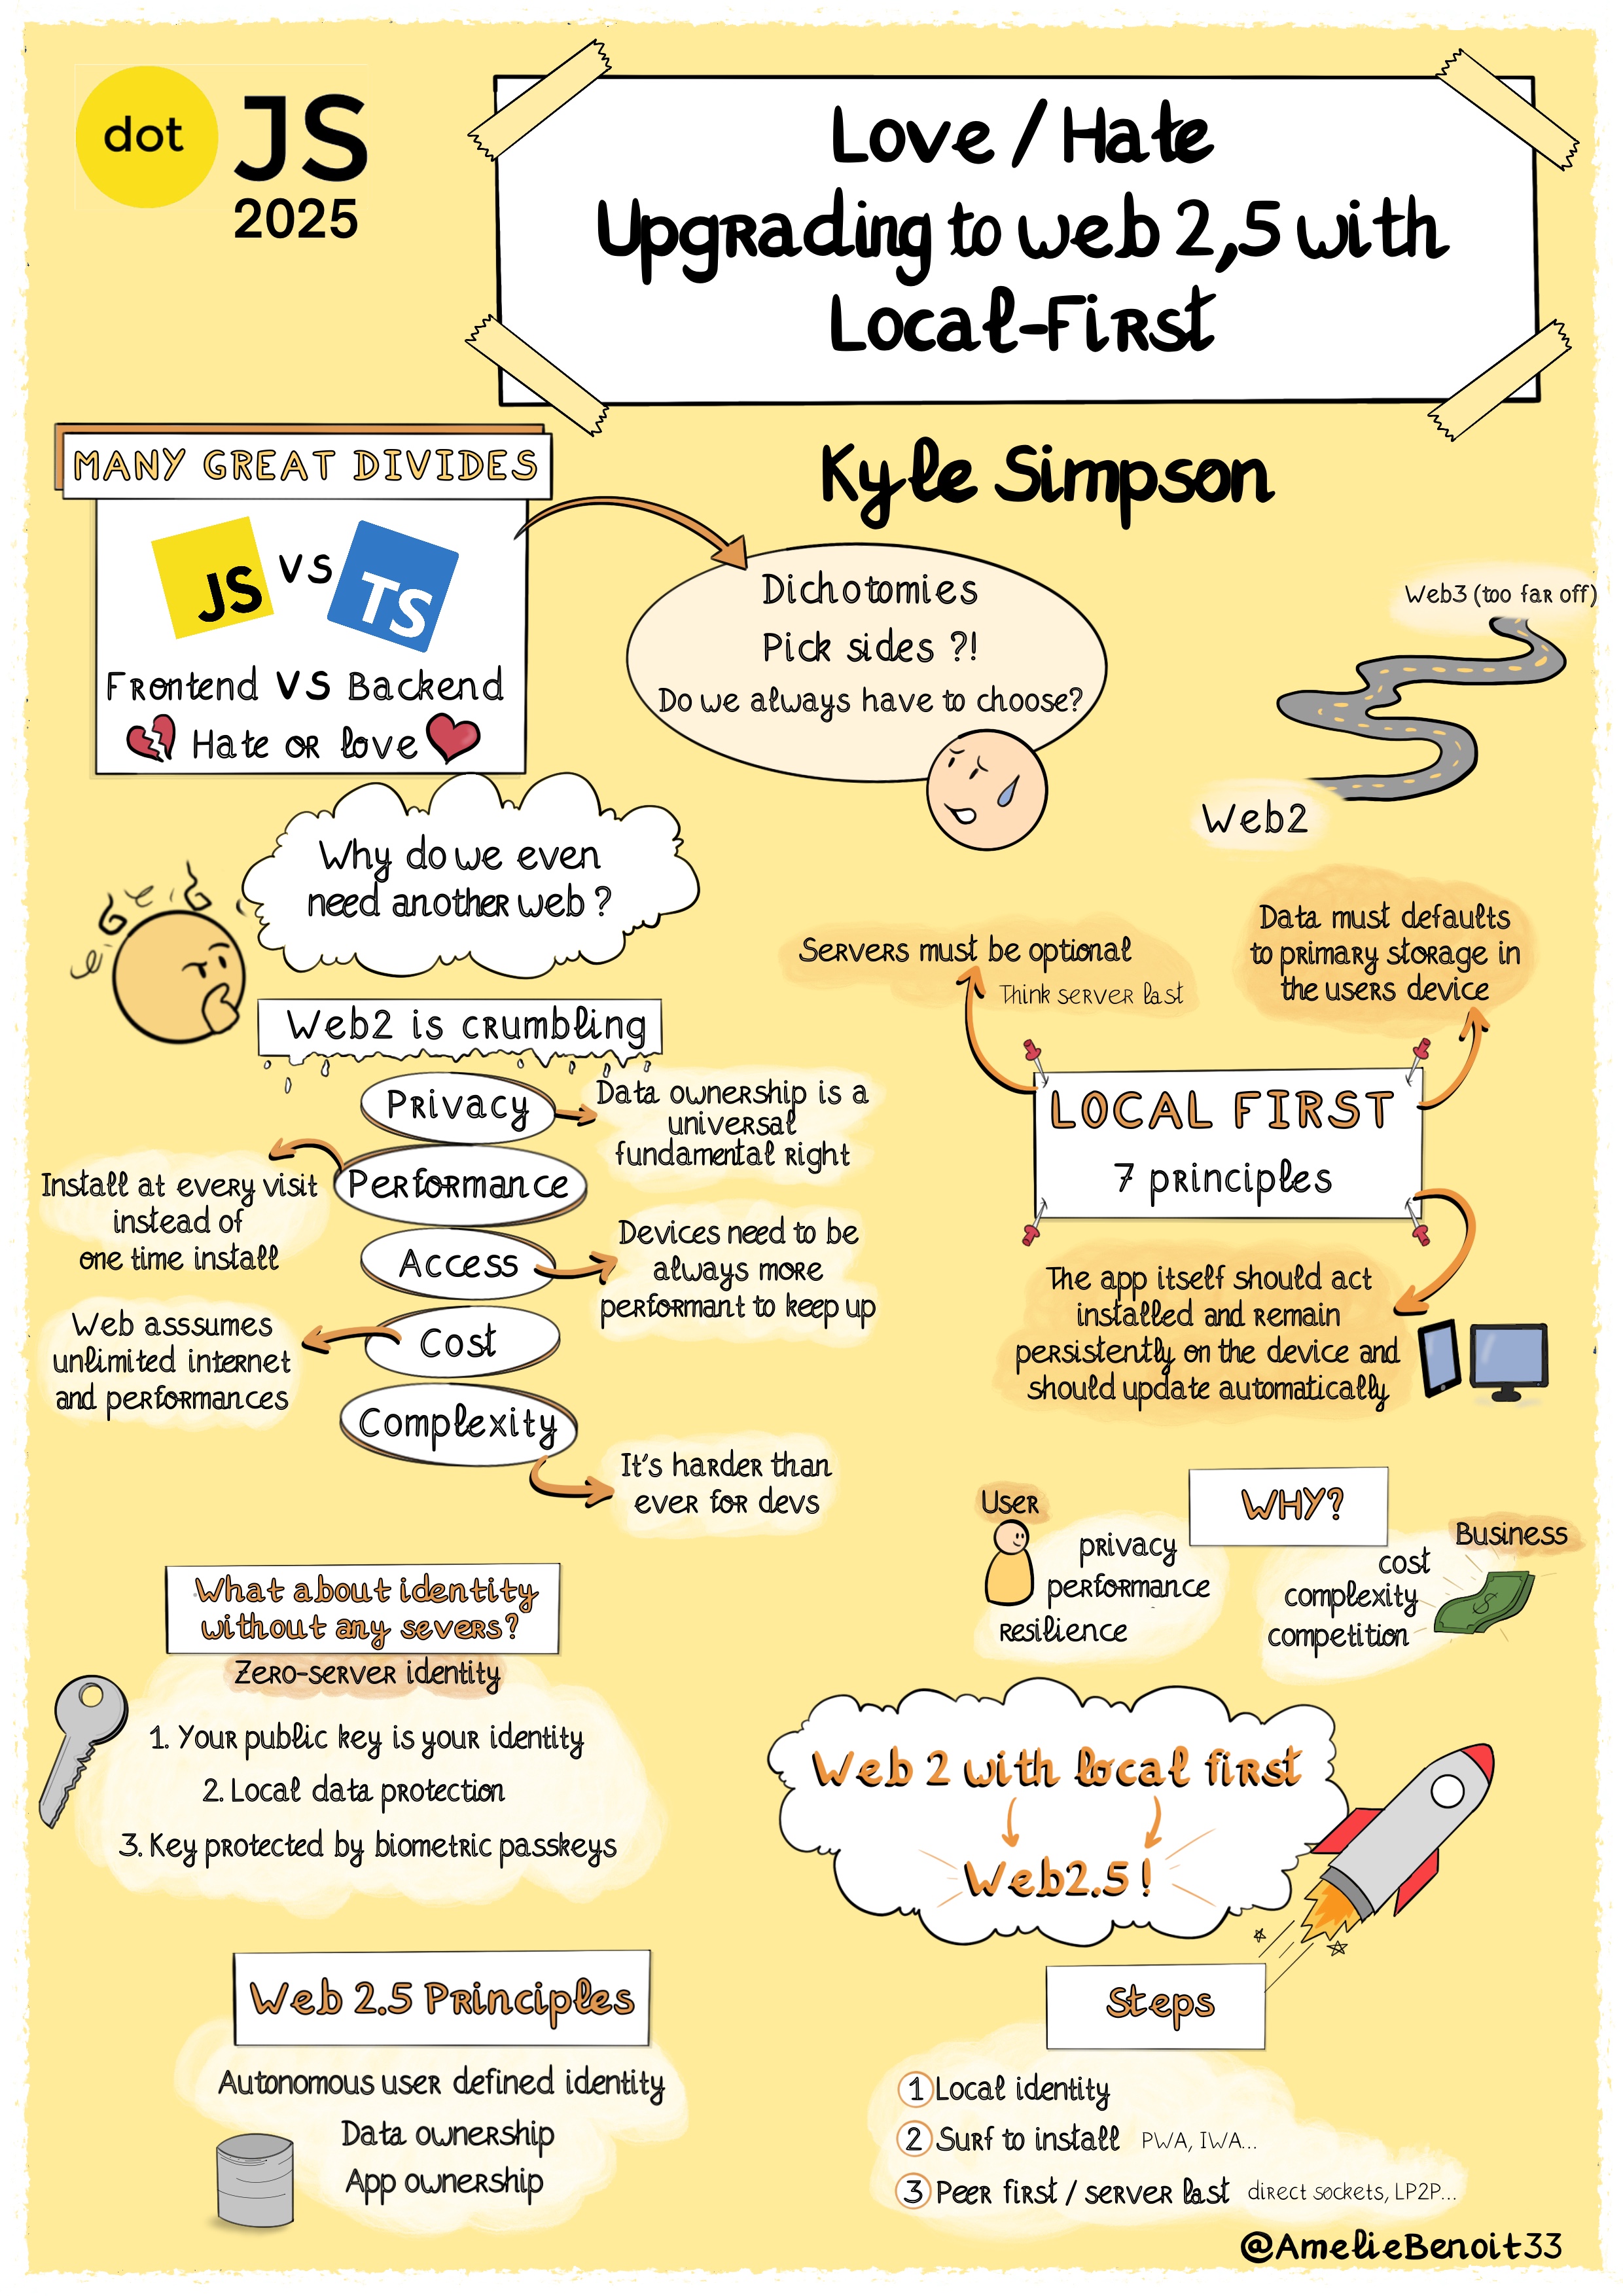 dot JS
2025
Love / Hate
Upgrading to web 2,5 with
Local-First
Kyle Simpson
MANY GREAT DIVIDES
JS VS TS
Frontend VS Backend
Hate or love
Dichotomies
Pick sides ?!
Do we always have to choose?
Web3 (too far off)
Web2
Why do we even
need another web ?
Web2 is crumbling
Privacy
Data ownership is a
universal
fundamental right
Performance
Install at every visit
instead of
one time install
Access
Devices need to be
always more
performant to keep up
Cost
Web asssumes
unlimited internet
and performances
Complexity
It's harder than
ever for devs
Servers must be optional
Think server last
Data must defaults
to primary storage in
the users device
LOCAL FIRST
7 principles
The app itself should act
installed and remain
persistently on the device and
should update automatically
WHY?
User
privacy
performance
resilience
Business
cost
complexity
competition
What about identity
without any severs?
Zero-server identity
1. Your public key is your identity
2. Local data protection
3. Key protected by biometric passkeys
Web 2 with local first
Web2.5 !
Web 2.5 Principles
Autonomous user defined identity
Data ownership
App ownership
Steps
1 Local identity
2 Surf to install PWA, IWA...
3 Peer first / server last direct sockets, LP2P...
@AmelieBenoit33